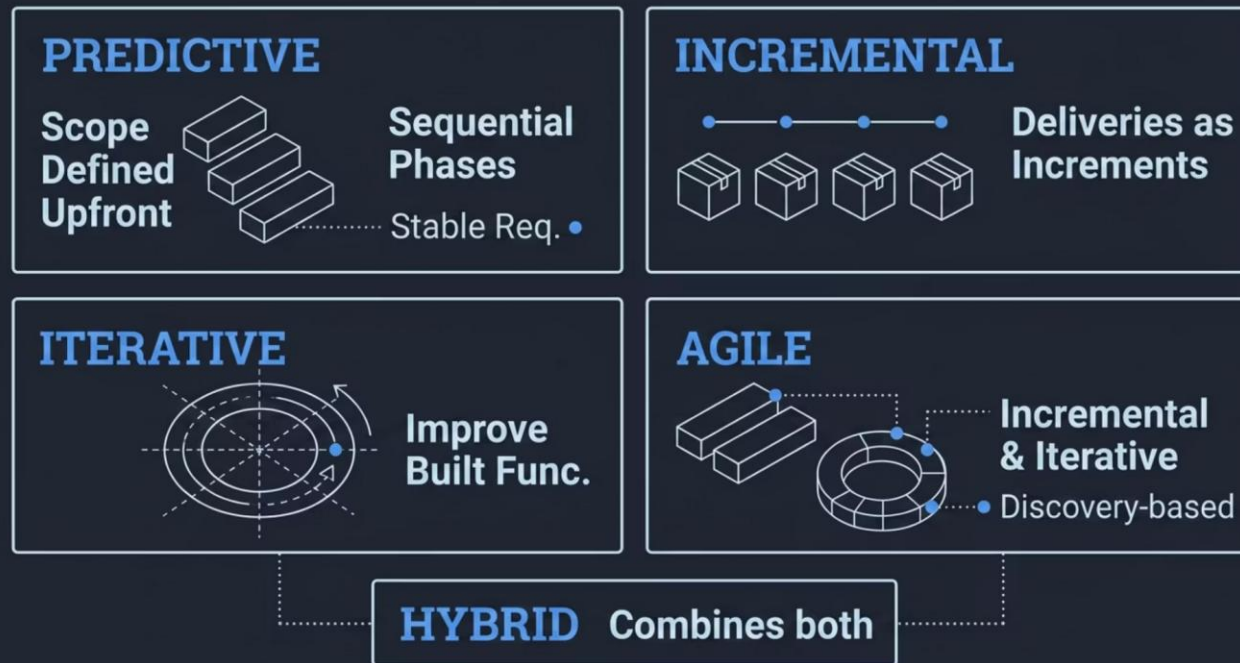 PREDICTIVE
Scope
Defined
Upfront
Sequential
Phases
Stable Req.
INCREMENTAL
Deliveries as
Increments
ITERATIVE
Improve
Built Func.
AGILE
Incremental
& Iterative
Discovery-based
HYBRID Combines both